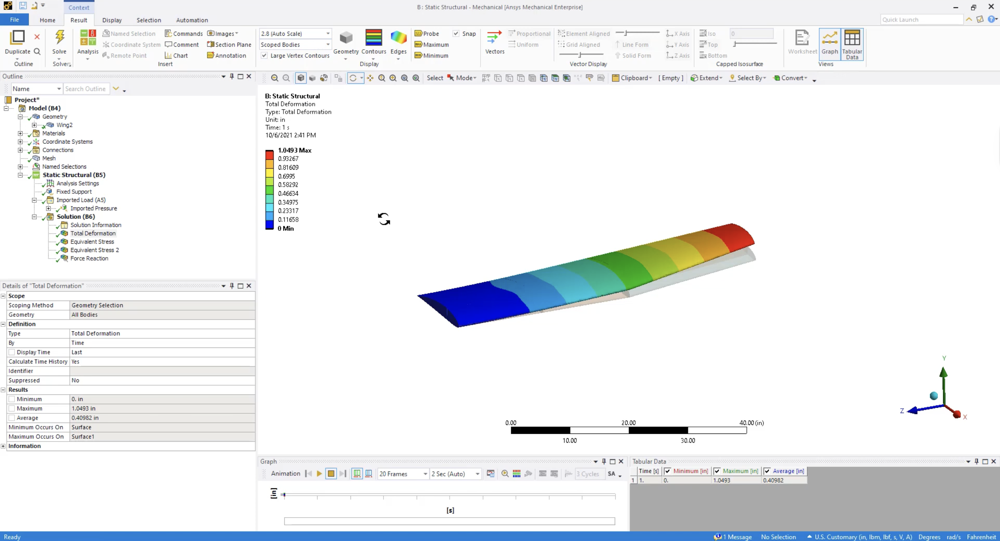 Context
B: Static Structural - Mechanical [Ansys Mechanical Enterprise]
File Home Result Display Selection Automation
Quick Launch
Duplicate
Outline
Solve
Solver
Analysis
Named Selection
Coordinate System
Remote Point
Commands
Comment
Chart
Images
Section Plane
Annotation
Insert
2.8 (Auto Scale)
Scoped Bodies
Large Vertex Contours
Geometry
Contours
Edges
Display
Probe
Maximum
Minimum
Snap
Vectors
Proportional
Uniform
Element Aligned
Grid Aligned
Line Form
Solid Form
X Axis
Y Axis
Z Axis
Vector Display
Iso
Top
Bottom
0
Capped Isosurface
Worksheet
Graph
Tabular
Data
Views
Outline
Name
Search Outline
Project*
Model (B4)
Geometry
Wing2
Materials
Coordinate Systems
Connections
Mesh
Named Selections
Static Structural (B5)
Analysis Settings
Fixed Support
Imported Load (A5)
Imported Pressure
Solution (B6)
Solution Information
Total Deformation
Equivalent Stress
Equivalent Stress 2
Force Reaction
Details of "Total Deformation"
Scope
Scoping Method Geometry Selection
Geometry All Bodies
Definition
Type Total Deformation
By Time
Display Time Last
Calculate Time History Yes
Identifier
Suppressed No
Results
Minimum 0. in
Maximum 1.0493 in
Average 0.40982 in
Minimum Occurs On Surface
Maximum Occurs On Surface1
Information
Select Mode Clipboard [ Empty ] Extend Select By Convert
B: Static Structural
Total Deformation
Type: Total Deformation
Unit: in
Time: 1 s
10/6/2021 2:41 PM
1.0493 Max
0.93267
0.81609
0.6995
0.58292
0.46634
0.34975
0.23317
0.11658
0 Min
Y
Z
X
0.00 20.00 40.00 (in)
10.00 30.00
Graph
Animation 20 Frames 2 Sec (Auto) 3 Cycles SA
[in]
[s]
Tabular Data
Time [s] Minimum [in] Maximum [in] Average [in]
1 1. 0. 1.0493 0.40982
Ready
1 Message No Selection U.S. Customary (in, lbm, lbf, s, V, A) Degrees rad/s Fahrenheit